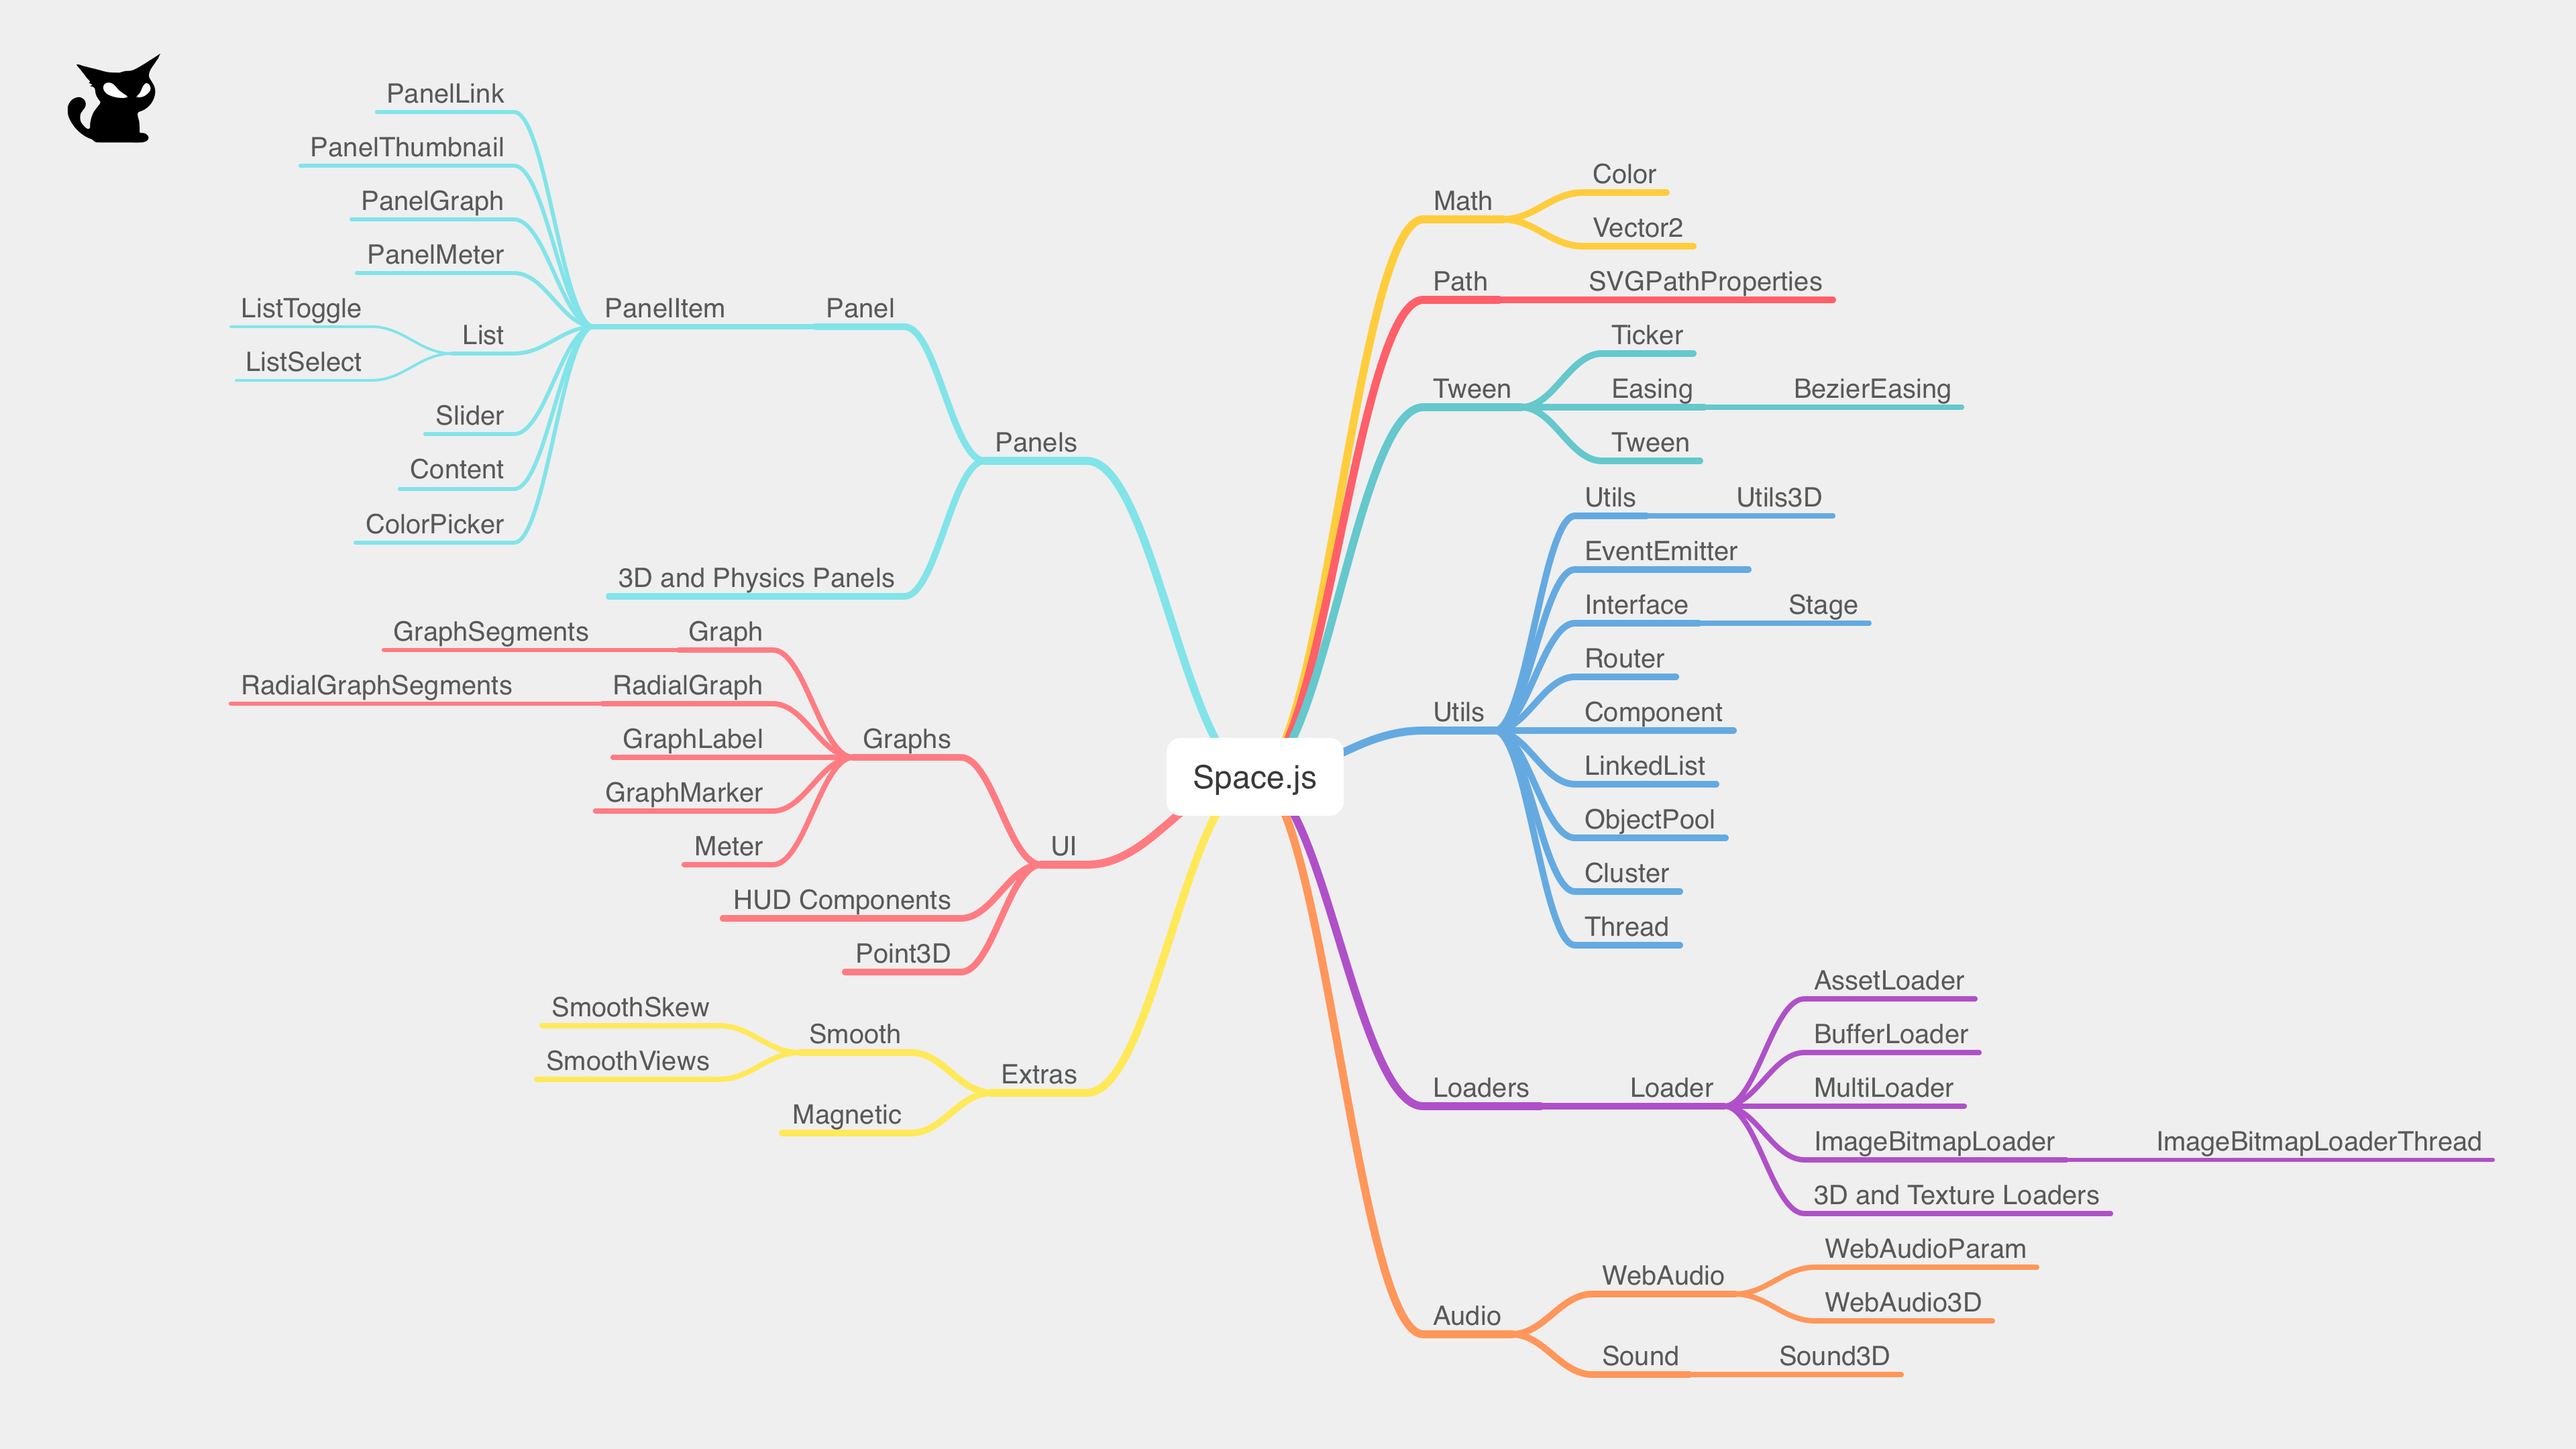 Space.js
Panels
Panel
PanelItem
PanelLink
PanelThumbnail
PanelGraph
PanelMeter
List
ListToggle
ListSelect
Slider
Content
ColorPicker
3D and Physics Panels
UI
Graphs
Graph
GraphSegments
RadialGraph
RadialGraphSegments
GraphLabel
GraphMarker
Meter
HUD Components
Point3D
Extras
Smooth
SmoothSkew
SmoothViews
Magnetic
Math
Color
Vector2
Path
SVGPathProperties
Tween
Ticker
Easing
BezierEasing
Tween
Utils
Utils
Utils3D
EventEmitter
Interface
Stage
Router
Component
LinkedList
ObjectPool
Cluster
Thread
Loaders
Loader
AssetLoader
BufferLoader
MultiLoader
ImageBitmapLoader
ImageBitmapLoaderThread
3D and Texture Loaders
Audio
WebAudio
WebAudioParam
WebAudio3D
Sound
Sound3D